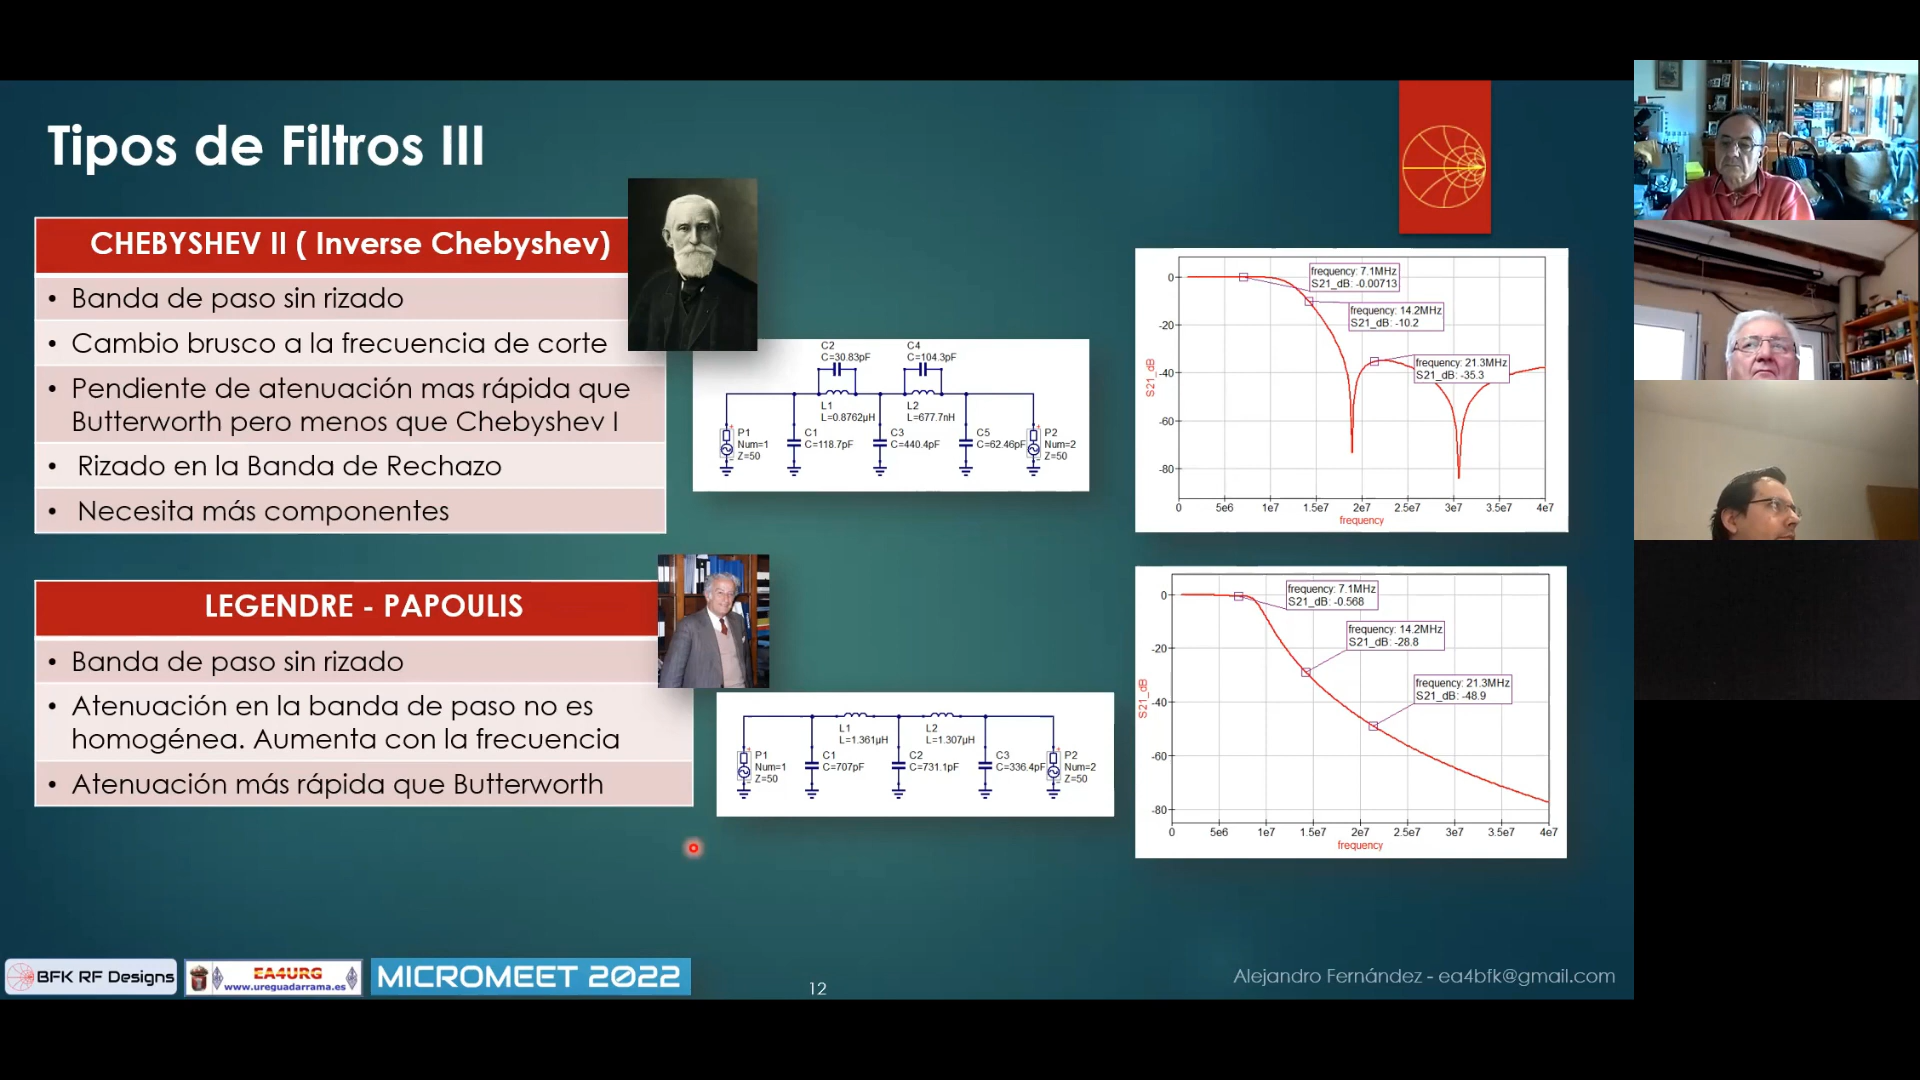 Tipos de Filtros III
CHEBYSHEV II ( Inverse Chebyshev)
• Banda de paso sin rizado
• Cambio brusco a la frecuencia de corte
• Pendiente de atenuación mas rápida que
Butterworth pero menos que Chebyshev I
• Rizado en la Banda de Rechazo
• Necesita más componentes
C2
C=30.83pF
C4
C=104.3pF
L1
L=0.8762µH
L2
L=677.7nH
P1
Num=1
Z=50
C1
C=118.7pF
C3
C=440.4pF
C5
C=62.46pF
P2
Num=2
Z=50
frequency: 7.1MHz
S21_dB: -0.00713
frequency: 14.2MHz
S21_dB: -10.2
frequency: 21.3MHz
S21_dB: -35.3
S21_dB
0
-20
-40
-60
-80
0 5e6 1e7 1.5e7 2e7 2.5e7 3e7 3.5e7 4e7
frequency
LEGENDRE - PAPOULIS
• Banda de paso sin rizado
• Atenuación en la banda de paso no es
homogénea. Aumenta con la frecuencia
• Atenuación más rápida que Butterworth
L1
L=1.361µH
L2
L=1.307µH
P1
Num=1
Z=50
C1
C=707pF
C2
C=731.1pF
C3
C=336.4pF
P2
Num=2
Z=50
frequency: 7.1MHz
S21_dB: -0.568
frequency: 14.2MHz
S21_dB: -28.8
frequency: 21.3MHz
S21_dB: -48.9
S21_dB
0
-20
-40
-60
-80
0 5e6 1e7 1.5e7 2e7 2.5e7 3e7 3.5e7 4e7
frequency
BFK RF Designs
EA4URG
www.ureguadarrama.es
MICROMEET 2022
12
Alejandro Fernández - ea4bfk@gmail.com